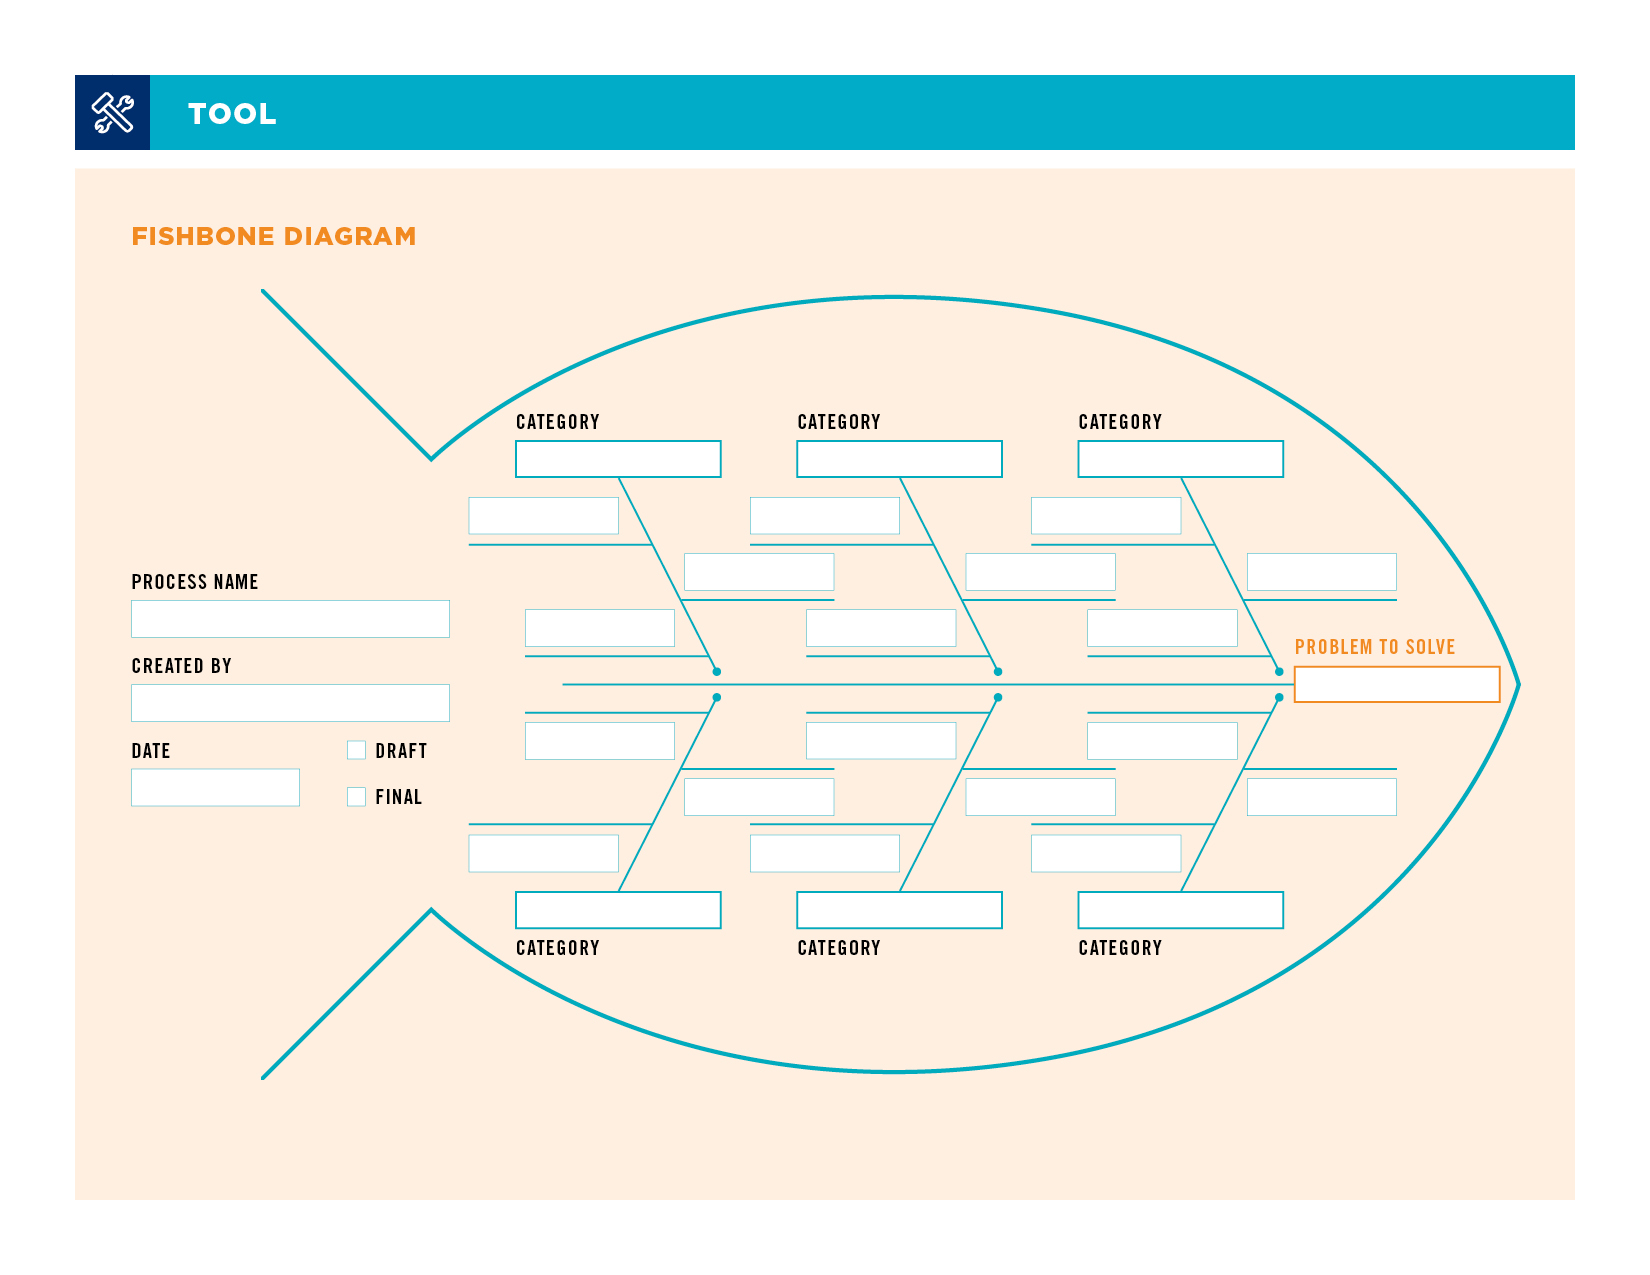 TOOL
FISHBONE DIAGRAM
CATEGORY
CATEGORY
CATEGORY
PROCESS NAME
CREATED BY
DATE
DRAFT
FINAL
PROBLEM TO SOLVE
CATEGORY
CATEGORY
CATEGORY